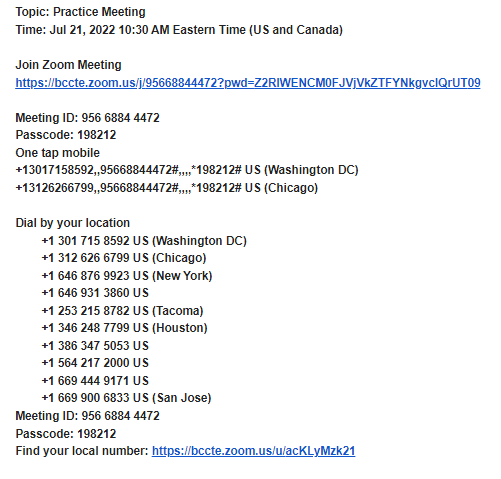 Topic: Practice Meeting
Time: Jul 21, 2022 10:30 AM Eastern Time (US and Canada)
Join Zoom Meeting
https://bccte.zoom.us/j/95668844472?pwd=Z2RIWENCM0FJVjVkZTFYNkgvclQrUT09
Meeting ID: 956 6884 4472
Passcode: 198212
One tap mobile
+13017158592,,95668844472#,,,,*198212# US (Washington DC)
+13126266799,,95668844472#,,,,*198212# US (Chicago)
Dial by your location
+1 301 715 8592 US (Washington DC)
+1 312 626 6799 US (Chicago)
+1 646 876 9923 US (New York)
+1 646 931 3860 US
+1 253 215 8782 US (Tacoma)
+1 346 248 7799 US (Houston)
+1 386 347 5053 US
+1 564 217 2000 US
+1 669 444 9171 US
+1 669 900 6833 US (San Jose)
Meeting ID: 956 6884 4472
Passcode: 198212
Find your local number: https://bccte.zoom.us/u/acKLyMzk21